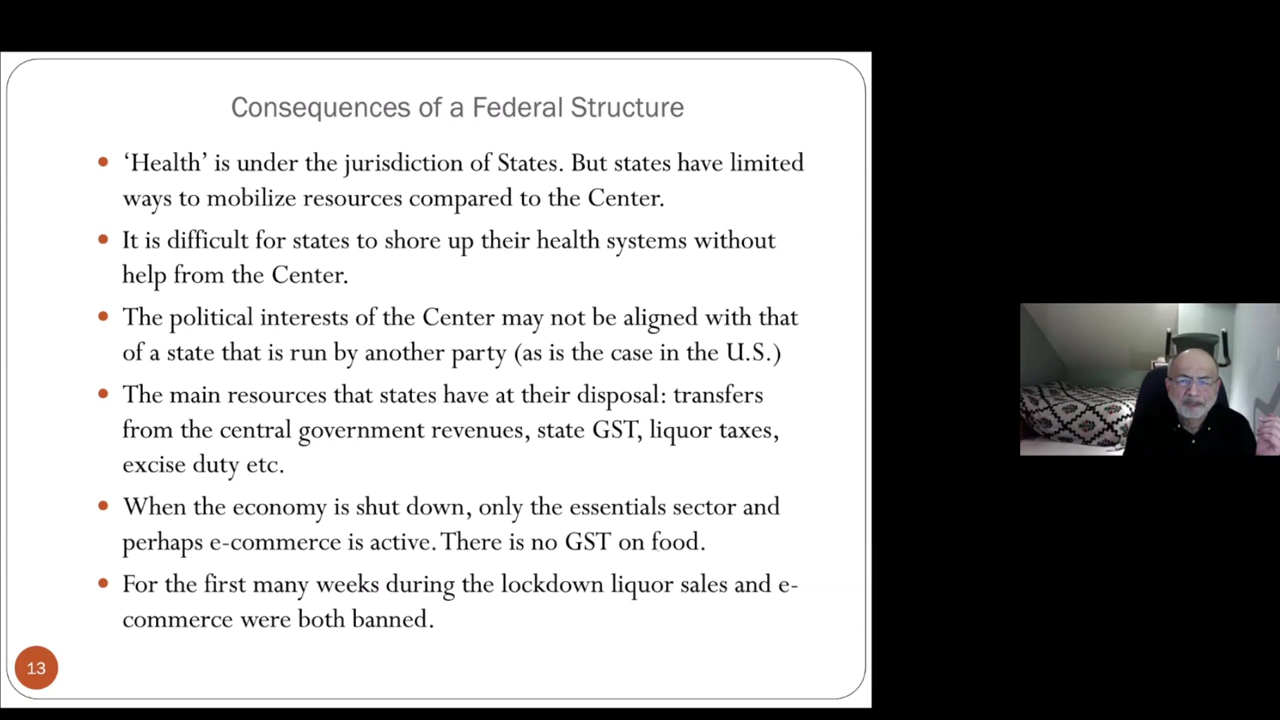 Consequences of a Federal Structure
• ‘Health’ is under the jurisdiction of States. But states have limited
ways to mobilize resources compared to the Center.
• It is difficult for states to shore up their health systems without
help from the Center.
• The political interests of the Center may not be aligned with that
of a state that is run by another party (as is the case in the U.S.)
• The main resources that states have at their disposal: transfers
from the central government revenues, state GST, liquor taxes,
excise duty etc.
• When the economy is shut down, only the essentials sector and
perhaps e-commerce is active. There is no GST on food.
• For the first many weeks during the lockdown liquor sales and e-
commerce were both banned.
13